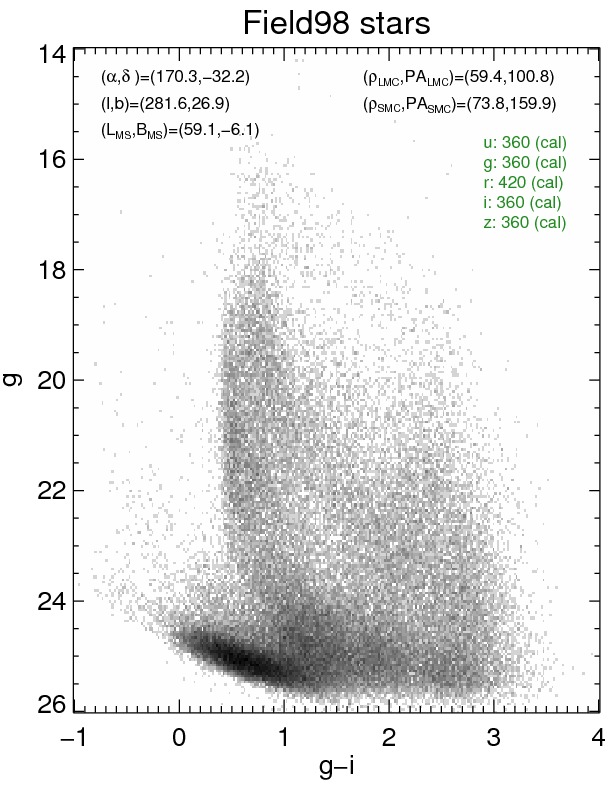 Field98 stars
(α,δ )=(170.3,−32.2)
(ρLMC,PALMC)=(59.4,100.8)
(l,b)=(281.6,26.9)
(ρSMC,PASMC)=(73.8,159.9)
(LMS,BMS)=(59.1,−6.1)
u: 360 (cal)
g: 360 (cal)
r: 420 (cal)
i: 360 (cal)
z: 360 (cal)
14
16
18
20
22
24
26
g
−1 0 1 2 3 4
g−i